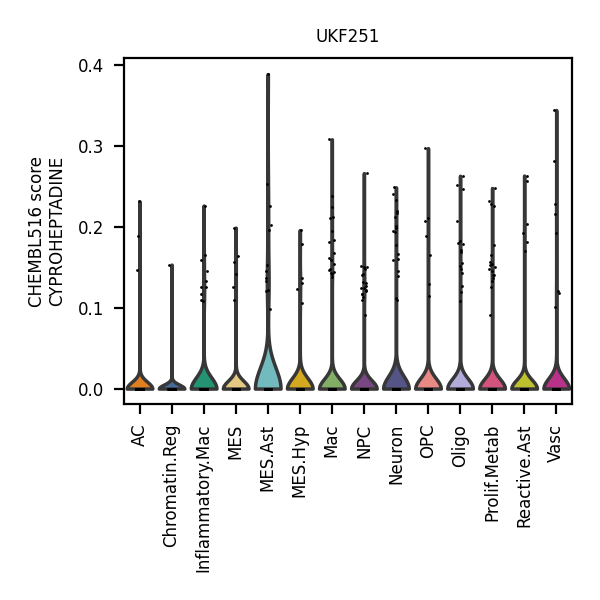 UKF251
CHEMBL516 score
CYPROHEPTADINE
0.4
0.3
0.2
0.1
0.0
AC
Chromatin.Reg
Inflammatory.Mac
MES
MES.Ast
MES.Hyp
Mac
NPC
Neuron
OPC
Oligo
Prolif.Metab
Reactive.Ast
Vasc